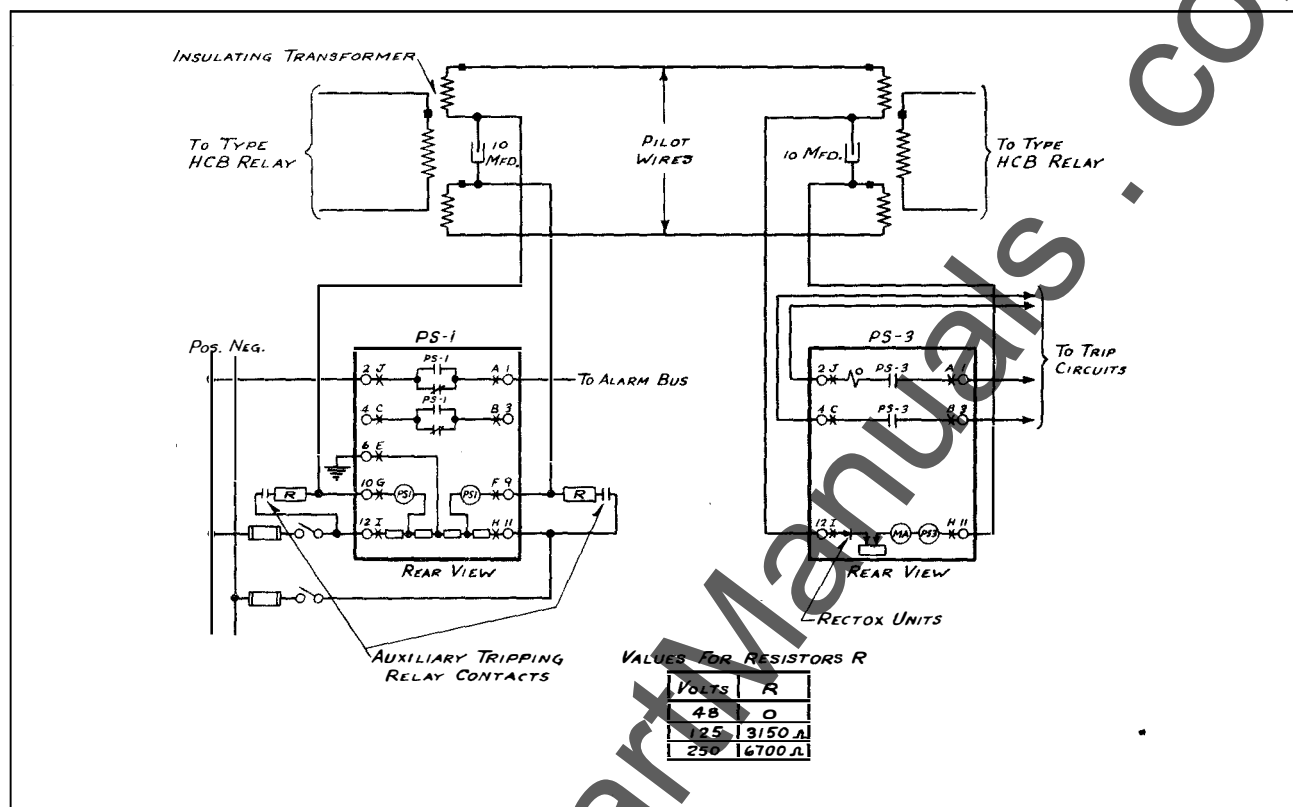 INSULATING TRANSFORMER
TO TYPE
HCB RELAY
10
MFD.
PILOT
WIRES
10 MFD.
TO TYPE
HCB RELAY
POS. NEG.
PS-1
2 J
PS-1
A 1
TO ALARM BUS
4 C
PS-1
B 3
6 E
R
10 G
PS1
PS1
F 9
R
12 I
H 11
REAR VIEW
AUXILIARY TRIPPING
RELAY CONTACTS
PS-3
2 J
PS-3
A 1
4 C
PS-3
B 3
TO TRIP
CIRCUITS
12 I
MA
PS3
H 11
REAR VIEW
RECTOX UNITS
VALUES FOR RESISTORS R
VOLTS R
48 0
125 3150 Ω
250 6700 Ω
artManuals . co